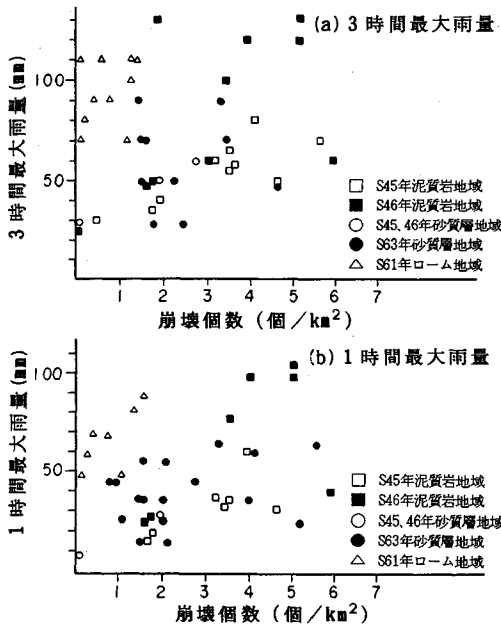 (a) 3時間最大雨量
3時間最大雨量(mm)
100
50
□ S45年泥質岩地域
■ S46年泥質岩地域
○ S45、46年砂質層地域
● S63年砂質層地域
△ S61年ローム地域
1 2 3 4 5 6 7
崩壊個数(個/km²)
(b) 1時間最大雨量
1時間最大雨量(mm)
100
50
□ S45年泥質岩地域
■ S46年泥質岩地域
○ S45、46年砂質層地域
● S63年砂質層地域
△ S61年ローム地域
1 2 3 4 5 6 7
崩壊個数(個/km²)